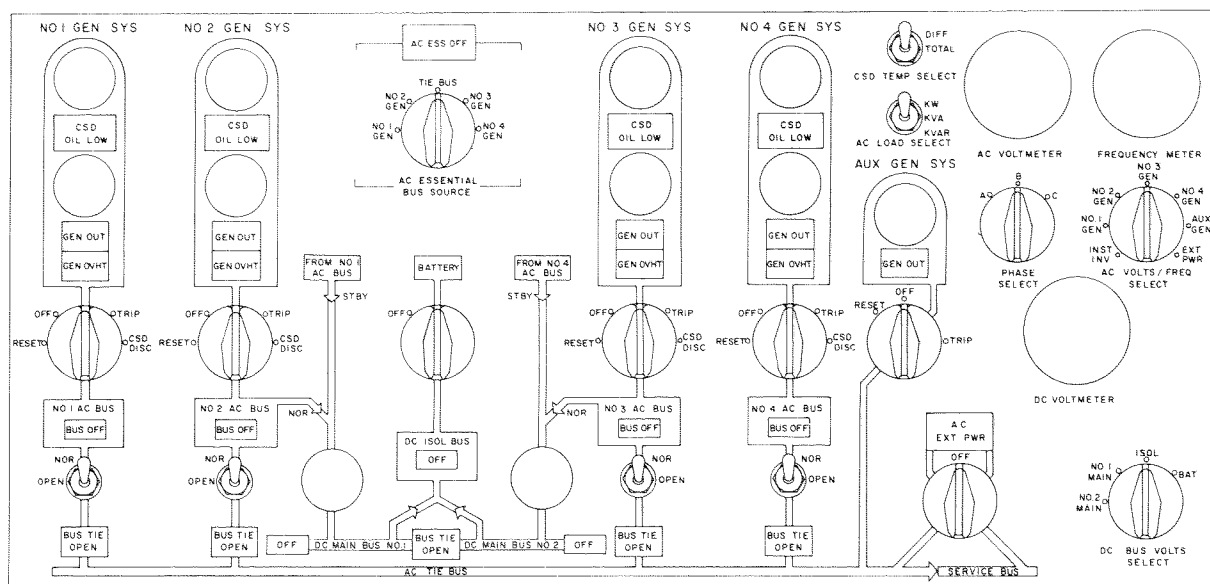 NO 1 GEN SYS
NO 2 GEN SYS
AC ESS OFF
NO 3 GEN SYS
NO 4 GEN SYS
DIFF
TOTAL
CSD TEMP SELECT
TIE BUS
NO 2 GEN
NO 3 GEN
NO 1 GEN
NO 4 GEN
AC ESSENTIAL
BUS SOURCE
CSD
OIL LOW
CSD
OIL LOW
CSD
OIL LOW
CSD
OIL LOW
KW
KVA
KVAR
AC LOAD SELECT
AC VOLTMETER
FREQUENCY METER
AUX GEN SYS
GEN OUT
GEN OVHT
GEN OUT
GEN OVHT
GEN OUT
GEN OVHT
GEN OUT
GEN OVHT
GEN OUT
A
B
C
PHASE
SELECT
NO 3
GEN
NO 2
GEN
NO 4
GEN
NO.1
GEN
AUX
GEN
INST
INV
EXT
PWR
AC VOLTS/FREQ
SELECT
FROM NO 1
AC BUS
STBY
BATTERY
FROM NO 4
AC BUS
STBY
OFF
TRIP
RESET
CSD
DISC
OFF
TRIP
RESET
CSD
DISC
OFF
OFF
TRIP
RESET
CSD
DISC
OFF
TRIP
RESET
CSD
DISC
OFF
RESET
TRIP
DC VOLTMETER
NO 1 AC BUS
BUS OFF
NO 2 AC BUS
BUS OFF
NOR
DC ISOL BUS
OFF
NOR
NO 3 AC BUS
BUS OFF
NO 4 AC BUS
BUS OFF
AC
EXT PWR
OFF
NOR
OPEN
NOR
OPEN
NOR
OPEN
NOR
OPEN
ISOL
NO 1
MAIN
BAT
NO.2
MAIN
DC BUS VOLTS
SELECT
BUS TIE
OPEN
BUS TIE
OPEN
OFF
DC MAIN BUS NO.1
BUS TIE
OPEN
DC MAIN BUS NO 2
OFF
BUS TIE
OPEN
BUS TIE
OPEN
AC TIE BUS
SERVICE BUS